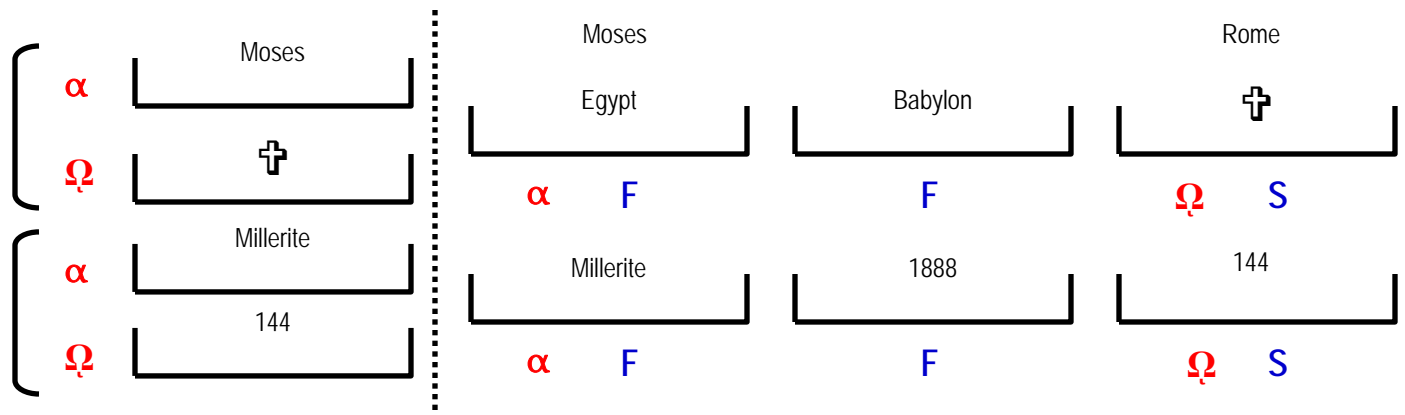 α Moses
Ω ✞
α Millerite
Ω 144
Moses Rome
Egypt Babylon ✞
α F F Ω S
Millerite 1888 144
α F F Ω S